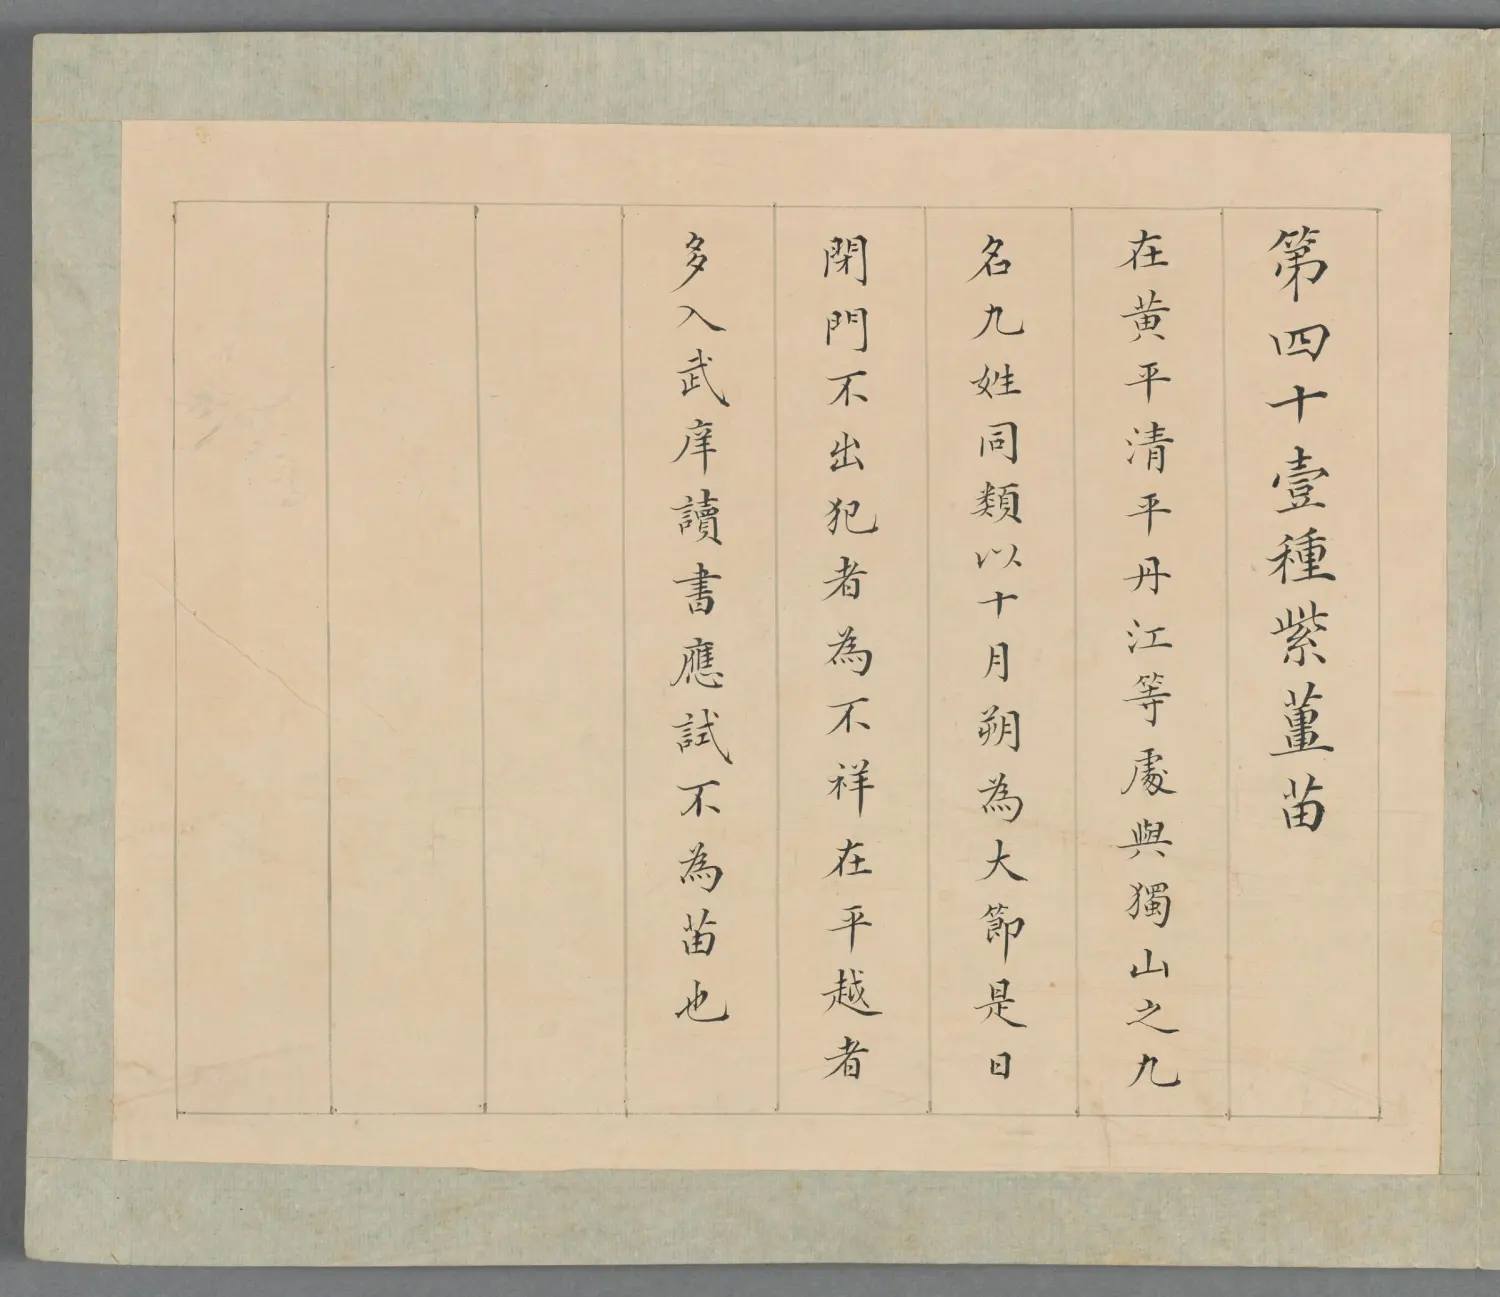 第四十壹種紫薑苗
在黄平清平丹江等處與獨山之九
名九姓同類以十月朔為大節是日
閉門不出犯者為不祥在平越者
多入武庠讀書應試不為苗也